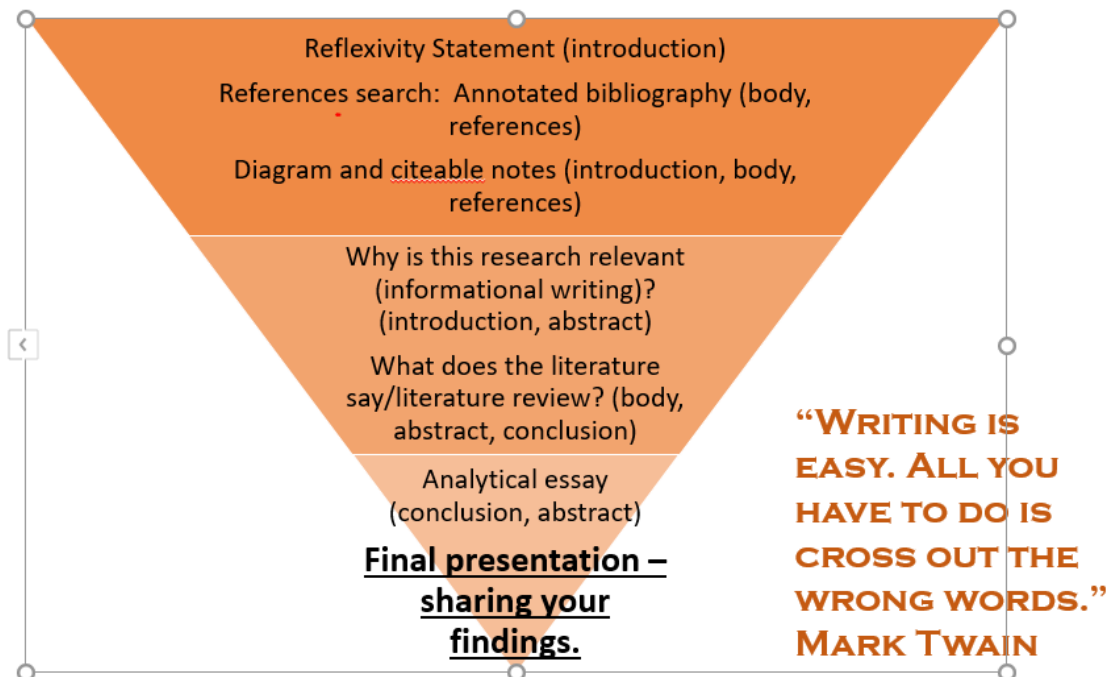 Reflexivity Statement (introduction)
References search:  Annotated bibliography (body,
references)
Diagram and citeable notes (introduction, body,
references)
Why is this research relevant
(informational writing)?
(introduction, abstract)
What does the literature
say/literature review? (body,
abstract, conclusion)
Analytical essay
(conclusion, abstract)
Final presentation –
sharing your
findings.
“Writing is
easy. All you
have to do is
cross out the
wrong words.”
Mark Twain